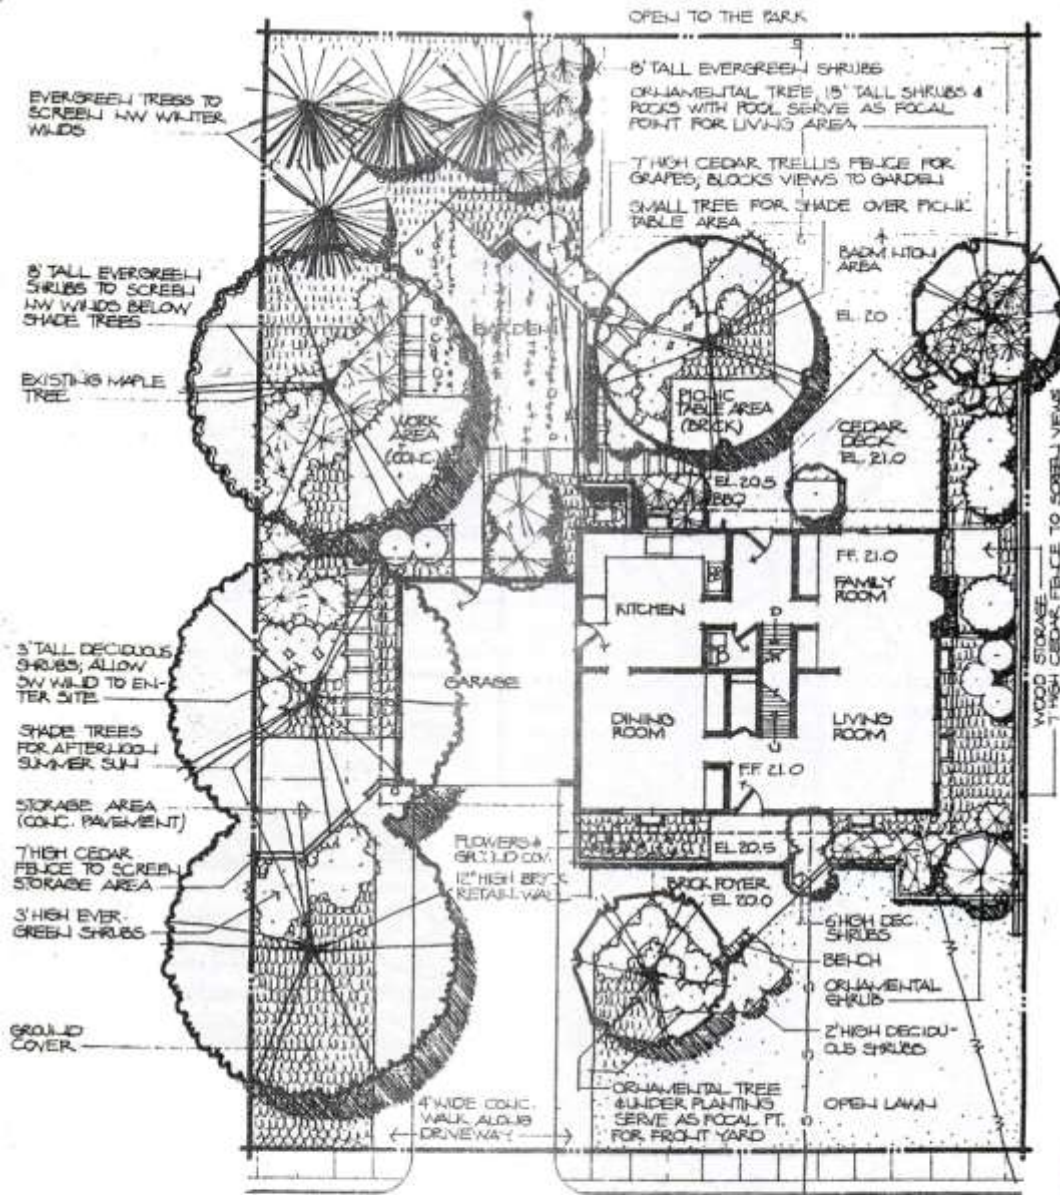 OPEN TO THE PARK
8' TALL EVERGREEN SHRUBS
ORNAMENTAL TREE, 18" TALL SHRUBS &
ROCKS WITH POOL SERVE AS FOCAL
POINT FOR LIVING AREA
7' HIGH CEDAR TRELLIS FENCE FOR
GRAPES, BLOCKS VIEWS TO GARDEN
SMALL TREE FOR SHADE OVER PICNIC
TABLE AREA
BADMINTON
AREA
EL. 20
EVERGREEN TREES TO
SCREEN NW WINTER
WINDS
8' TALL EVERGREEN
SHRUBS TO SCREEN
NW WINDS BELOW
SHADE TREES
EXISTING MAPLE
TREE
GARDEN
WORK
AREA
(CONC.)
PICNIC
TABLE AREA
(BRICK)
CEDAR
DECK
EL. 21.0
EL. 20.5
BBQ
FF. 21.0
FAMILY
ROOM
KITCHEN
D
WOOD STORAGE
7' HIGH FENCE TO SCREEN VIEWS
3' TALL DECIDUOUS
SHRUBS; ALLOW
SW WIND TO EN-
TER SITE
GARAGE
DINING
ROOM
LIVING
ROOM
U
FF. 21.0
SHADE TREES
FOR AFTERNOON
SUMMER SUN
STORAGE AREA
(CONC. PAVEMENT)
7' HIGH CEDAR
FENCE TO SCREEN
STORAGE AREA
3' HIGH EVER-
GREEN SHRUBS
GROUND
COVER
FLOWERS &
GROUND COV.
12" HIGH BRICK
RETAIN. WALL
EL 20.5
BRICK FOYER
EL 20.0
6' HIGH DEC.
SHRUBS
BENCH
ORNAMENTAL
SHRUB
2' HIGH DECIDU-
OUS SHRUBS
4' WIDE CONC.
WALK ALONG
DRIVEWAY
ORNAMENTAL TREE
& UNDER PLANTING
SERVE AS FOCAL PT.
FOR FRONT YARD
OPEN LAWN